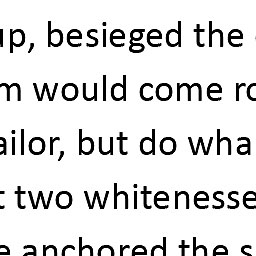 up, besieged the
m would come ro
ailor, but do wha
t two whitenesse
e anchored the s